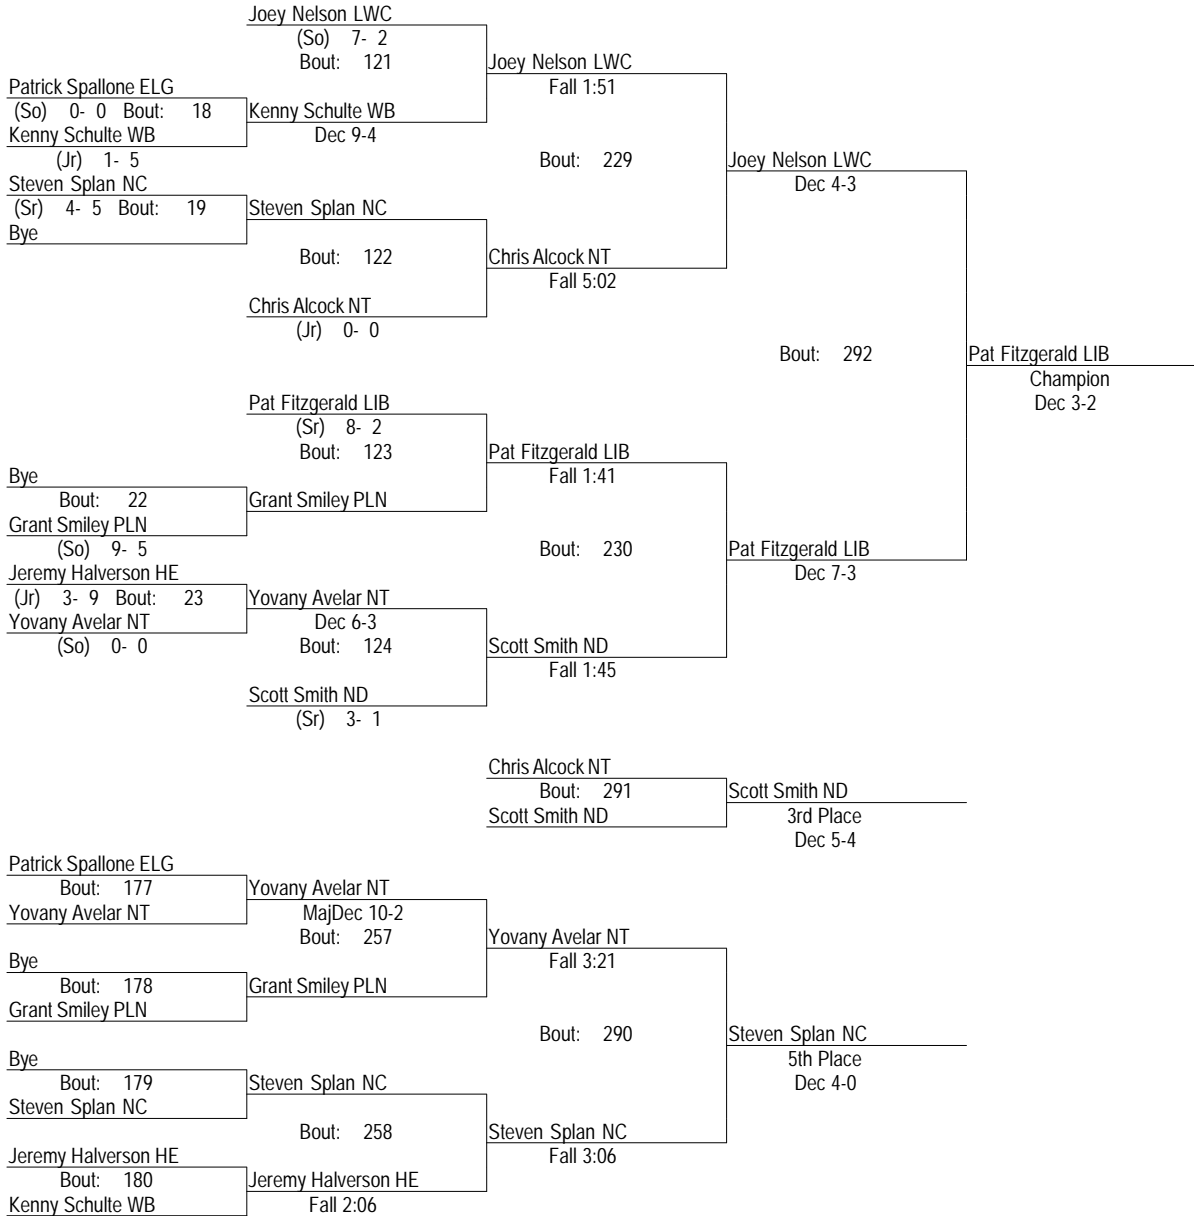 Joey Nelson LWC
(So) 7- 2
Bout: 121
Joey Nelson LWC
Fall 1:51
Patrick Spallone ELG
(So) 0- 0 Bout: 18
Kenny Schulte WB
Kenny Schulte WB
Dec 9-4
(Jr) 1- 5
Bout: 229
Joey Nelson LWC
Dec 4-3
Steven Splan NC
(Sr) 4- 5 Bout: 19
Steven Splan NC
Bye
Bout: 122
Chris Alcock NT
Fall 5:02
Chris Alcock NT
(Jr) 0- 0
Bout: 292
Pat Fitzgerald LIB
Champion
Dec 3-2
Pat Fitzgerald LIB
(Sr) 8- 2
Bout: 123
Pat Fitzgerald LIB
Fall 1:41
Bye
Bout: 22
Grant Smiley PLN
Grant Smiley PLN
(So) 9- 5
Bout: 230
Pat Fitzgerald LIB
Dec 7-3
Jeremy Halverson HE
(Jr) 3- 9 Bout: 23
Yovany Avelar NT
Yovany Avelar NT
Dec 6-3
(So) 0- 0
Bout: 124
Scott Smith ND
Fall 1:45
Scott Smith ND
(Sr) 3- 1
Chris Alcock NT
Bout: 291
Scott Smith ND
Scott Smith ND
3rd Place
Dec 5-4
Patrick Spallone ELG
Bout: 177
Yovany Avelar NT
Yovany Avelar NT
MajDec 10-2
Bout: 257
Yovany Avelar NT
Fall 3:21
Bye
Bout: 178
Grant Smiley PLN
Grant Smiley PLN
Bout: 290
Steven Splan NC
5th Place
Dec 4-0
Bye
Bout: 179
Steven Splan NC
Steven Splan NC
Bout: 258
Steven Splan NC
Fall 3:06
Jeremy Halverson HE
Bout: 180
Jeremy Halverson HE
Kenny Schulte WB
Fall 2:06